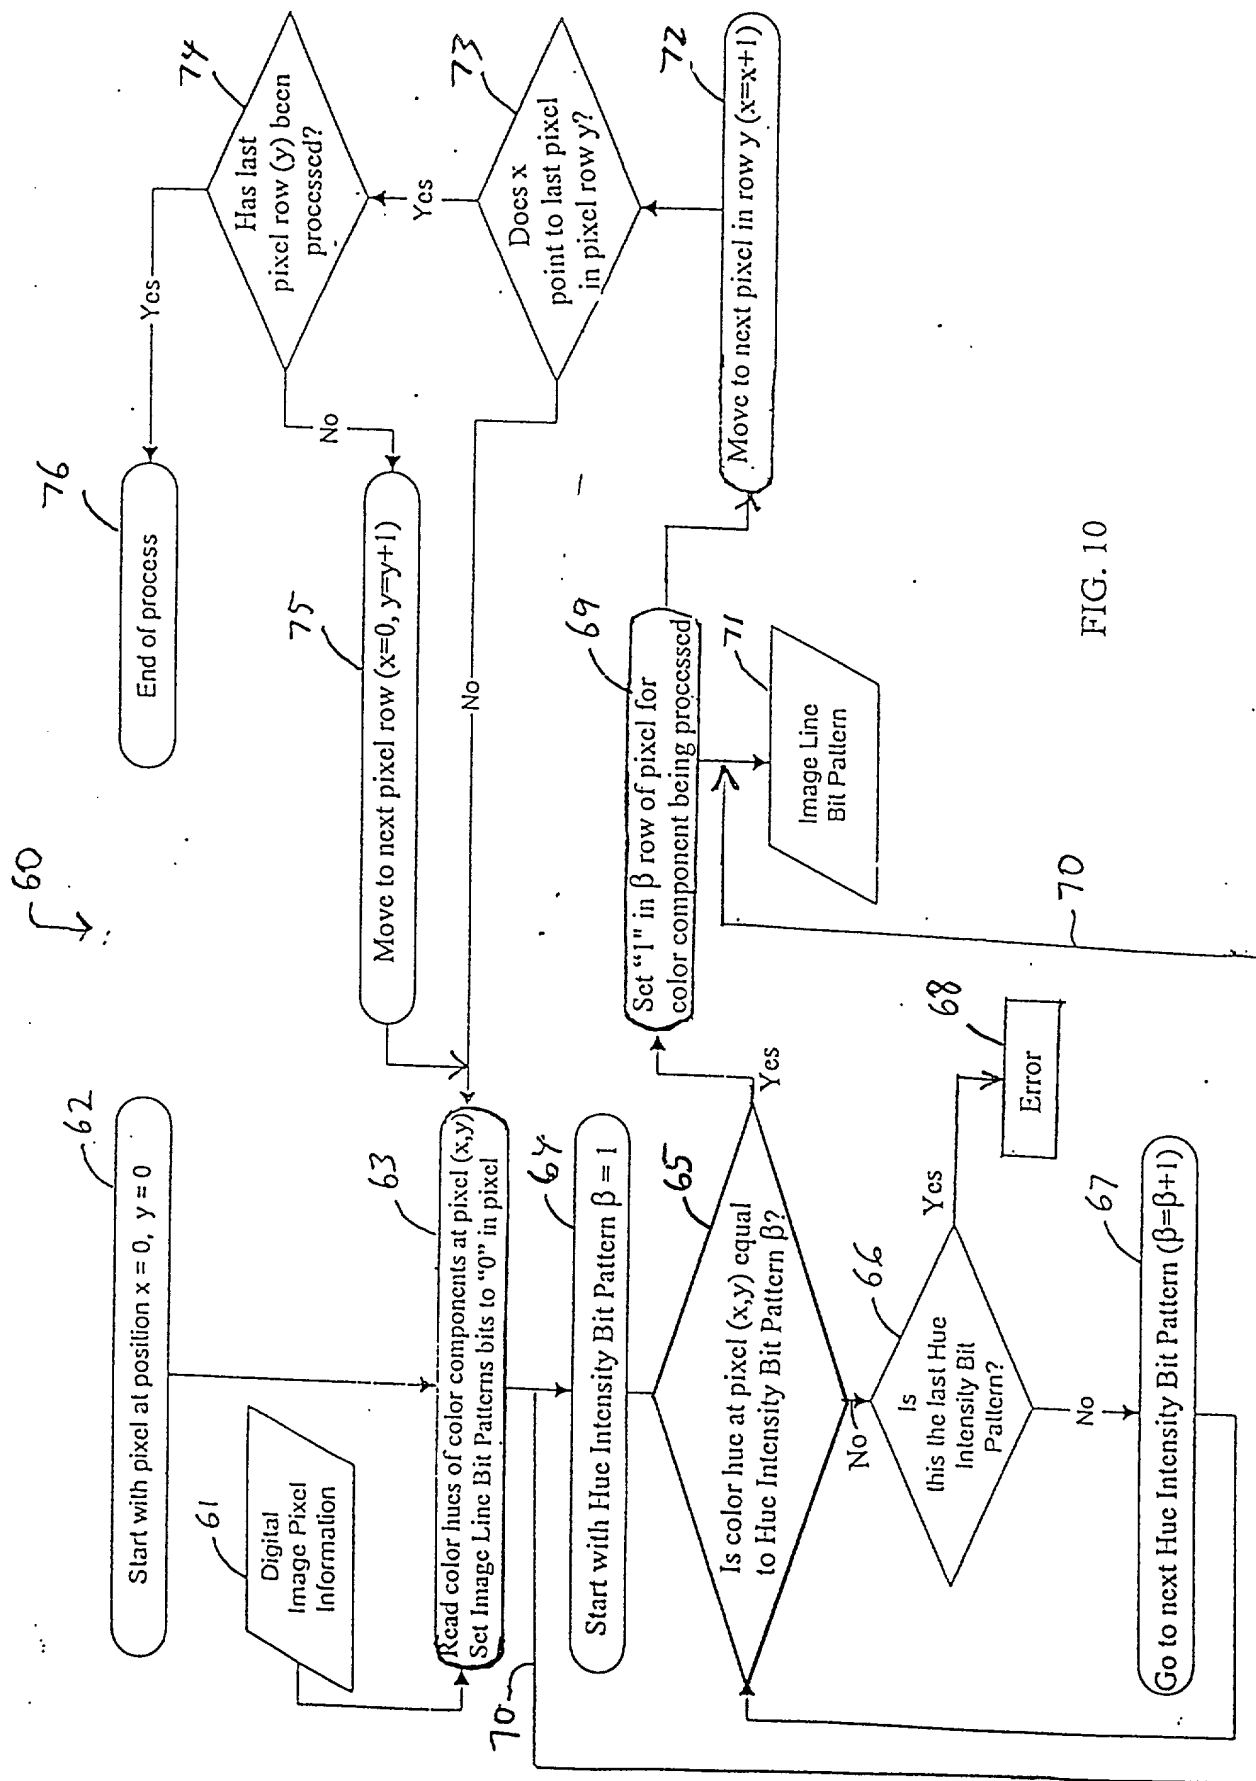 60
62
Start with pixel at position x = 0, y = 0
61
Digital
Image Pixel
Information
63
Read color hues of color components at pixel (x,y)
Set Image Line Bit Patterns bits to “0” in pixel
70
64
Start with Hue Intensity Bit Pattern β = 1
65
Is color hue at pixel (x,y) equal
to Hue Intensity Bit Pattern β?
Yes
No
66
Is
this the last Hue
Intensity Bit
Pattern?
Yes
68
Error
No
67
Go to next Hue Intensity Bit Pattern (β=β+1)
69
Set “1” in β row of pixel for
color component being processed
71
Image Line
Bit Pattern
70
72
Move to next pixel in row y (x=x+1)
73
Does x
point to last pixel
in pixel row y?
No
Yes
74
Has last
pixel row (y) been
processed?
No
75
Move to next pixel row (x=0, y=y+1)
Yes
76
End of process
FIG. 10